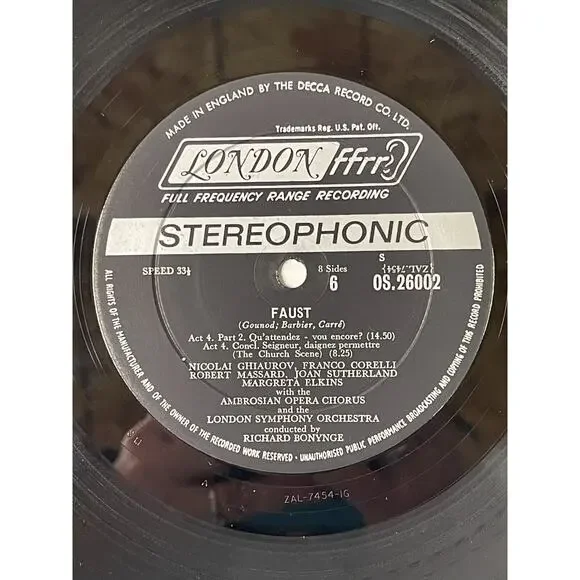 MADE IN ENGLAND BY THE DECCA RECORD CO. LTD.
Trademarks Reg. U.S. Pat. Off.
LONDON ffrr
FULL FREQUENCY RANGE RECORDING
STEREOPHONIC
SPEED 33⅓
8 Sides
6
S
{ZAL.7454}
OS.26002
FAUST
(Gounod; Barbier, Carré)
Act 4. Part 2. Qu'attendez - you encore? (14.50)
Act 4. Concl. Seigneur, daignez permettre
(The Church Scene) (8.25)
NICOLAI GHIAUROV, FRANCO CORELLI
ROBERT MASSARD, JOAN SUTHERLAND
MARGRETA ELKINS
with the
AMBROSIAN OPERA CHORUS
and the
LONDON SYMPHONY ORCHESTRA
conducted by
RICHARD BONYNGE
ALL RIGHTS OF THE MANUFACTURER, AND OF THE OWNER OF THE RECORDED WORK RESERVED · UNAUTHORISED PUBLIC PERFORMANCE, BROADCASTING AND COPYING OF THIS RECORD PROHIBITED
ZAL-7454-1G